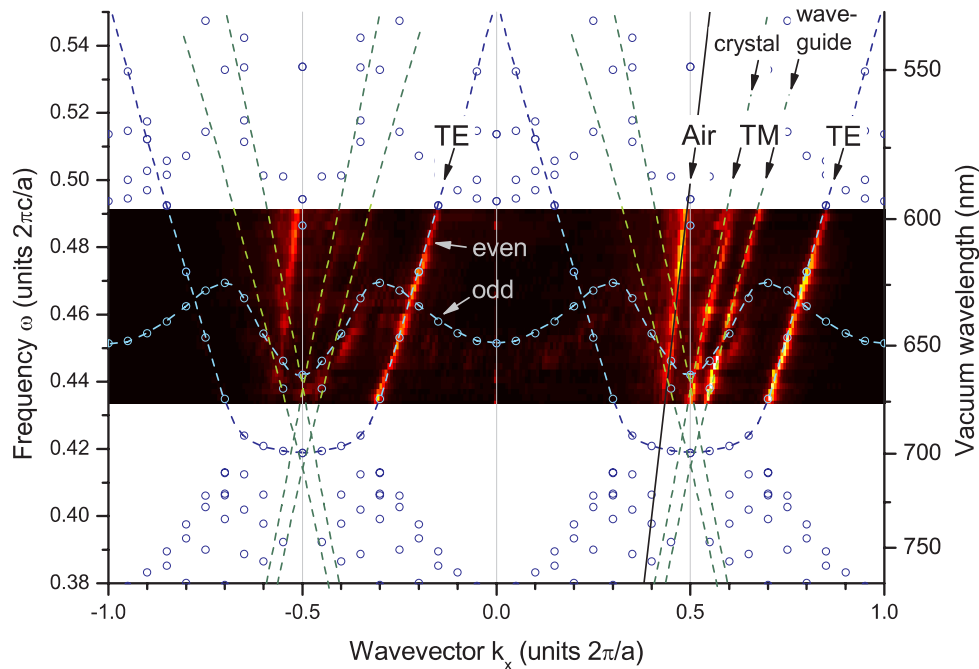 wave-
guide
crystal
Air
TM
TE
TE
even
odd
0.54
0.52
0.50
0.48
0.46
0.44
0.42
0.40
0.38
Frequency ω (units 2πc/a)
550
600
650
700
750
Vacuum wavelength (nm)
-1.0
-0.5
0.0
0.5
1.0
Wavevector kₓ (units 2π/a)